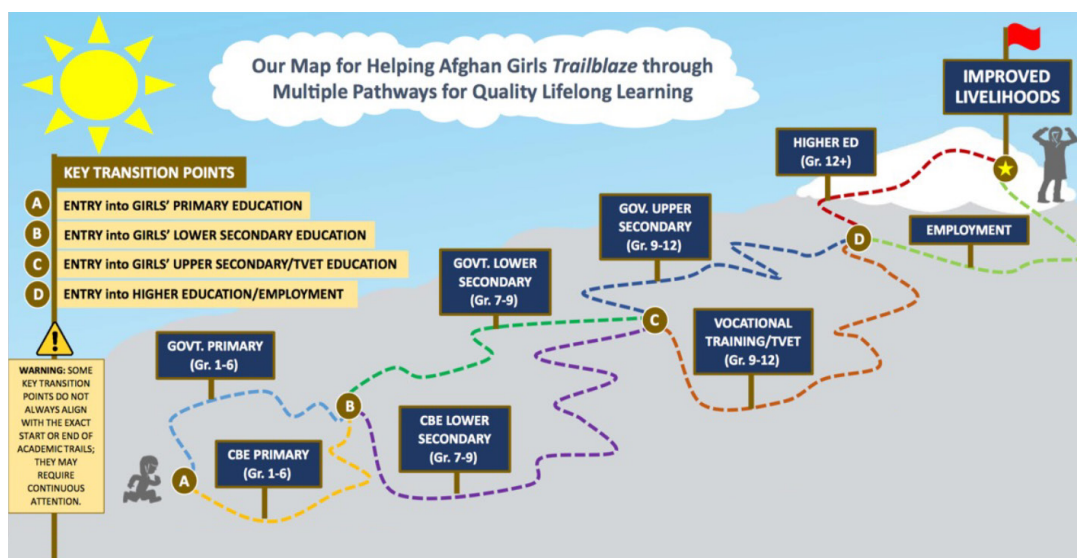 Our Map for Helping Afghan Girls Trailblaze through
Multiple Pathways for Quality Lifelong Learning
IMPROVED
LIVELIHOODS
HIGHER ED
(Gr. 12+)
KEY TRANSITION POINTS
A ENTRY into GIRLS' PRIMARY EDUCATION
B ENTRY into GIRLS' LOWER SECONDARY EDUCATION
C ENTRY into GIRLS' UPPER SECONDARY/TVET EDUCATION
D ENTRY into HIGHER EDUCATION/EMPLOYMENT
GOV. UPPER
SECONDARY
(Gr. 9-12)
D
EMPLOYMENT
GOVT. LOWER
SECONDARY
(Gr. 7-9)
C
VOCATIONAL
TRAINING/TVET
(Gr. 9-12)
GOVT. PRIMARY
(Gr. 1-6)
B
CBE LOWER
SECONDARY
(Gr. 7-9)
CBE PRIMARY
(Gr. 1-6)
A
WARNING: SOME
KEY TRANSITION
POINTS DO NOT
ALWAYS ALIGN
WITH THE EXACT
START OR END OF
ACADEMIC TRAILS;
THEY MAY
REQUIRE
CONTINUOUS
ATTENTION.